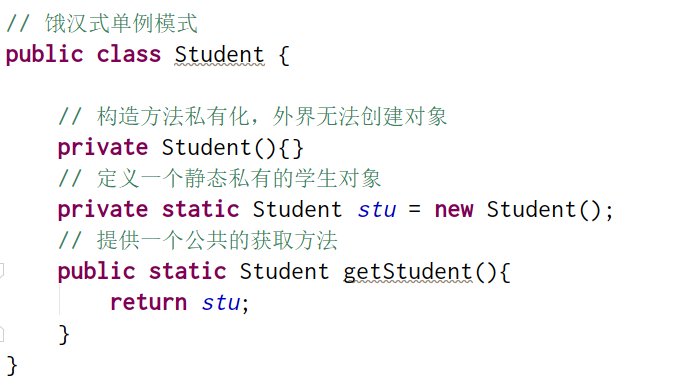 // 饿汉式单例模式
public class Student {
// 构造方法私有化，外界无法创建对象
private Student(){}
// 定义一个静态私有的学生对象
private static Student stu = new Student();
// 提供一个公共的获取方法
public static Student getStudent(){
return stu;
}
}